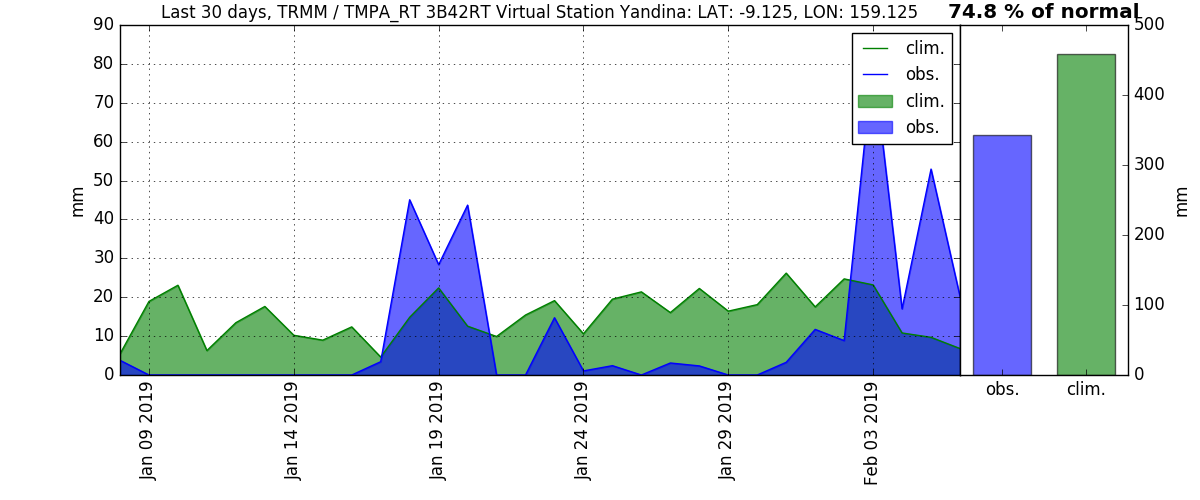 Last 30 days, TRMM / TMPA_RT 3B42RT Virtual Station Yandina: LAT: -9.125, LON: 159.125
74.8 % of normal
90
80
70
60
50
40
30
20
10
0
mm
clim.
obs.
clim.
obs.
Jan 09 2019
Jan 14 2019
Jan 19 2019
Jan 24 2019
Jan 29 2019
Feb 03 2019
500
400
300
200
100
0
mm
obs.
clim.